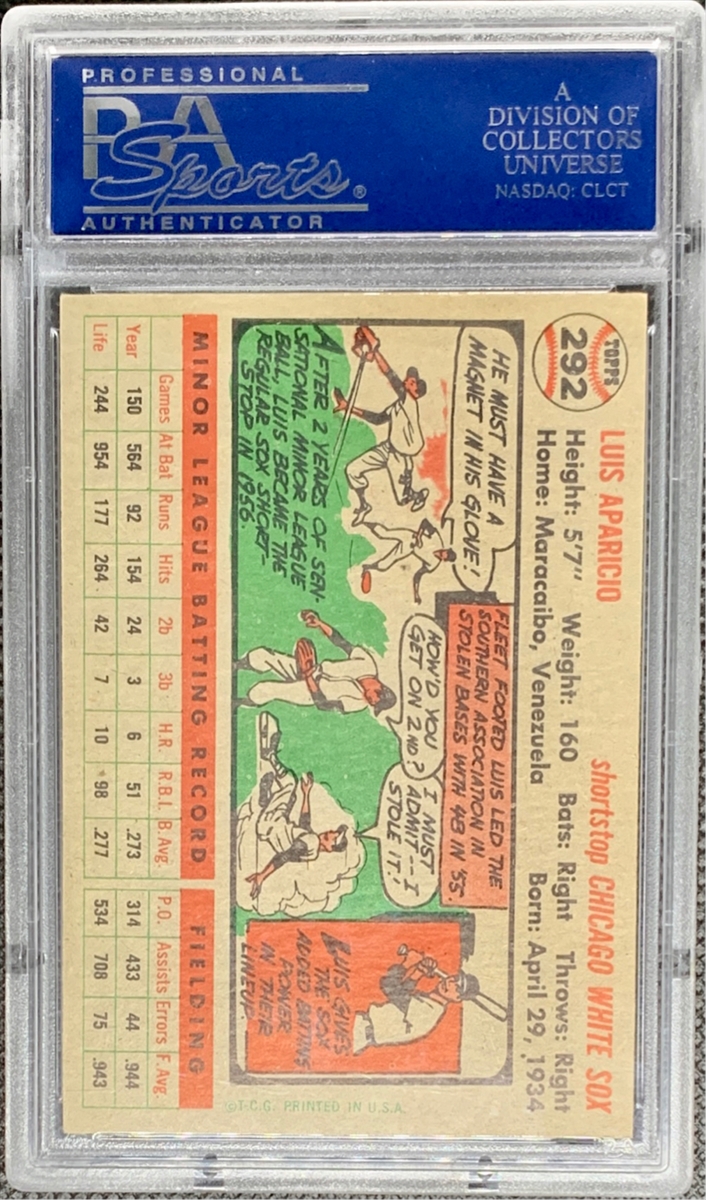 PROFESSIONAL
PSA
Sports®
AUTHENTICATOR
A
DIVISION OF
COLLECTORS
UNIVERSE
NASDAQ: CLCT
TOPPS
292
LUIS APARICIO shortstop CHICAGO WHITE SOX
Height: 5'7" Weight: 160 Bats: Right Throws: Right
Home: Maracaibo, Venezuela Born: April 29, 1934
HE MUST HAVE A
MAGNET IN HIS GLOVE!
AFTER 2 YEARS OF SEN-
SATIONAL MINOR LEAGUE
BALL, LUIS BECAME THE
REGULAR SOX SHORT-
STOP IN 1956
FLEET FOOTED LUIS LED THE
SOUTHERN ASSOCIATION IN
STOLEN BASES WITH 48 IN '55.
HOW'D YOU
GET ON 2ND?
I MUST
ADMIT -- I
STOLE IT!
LUIS GIVES
THE SOX
ADDED BATTING
POWER
IN THEIR
LINEUP
MINOR LEAGUE BATTING RECORD FIELDING
Games At Bat Runs Hits 2b 3b H.R. R.B.I. B.Avg. P.O. Assists Errors F.Avg.
Year 150 564 92 154 24 3 6 51 .273 314 433 44 .944
Life 244 954 177 264 42 7 10 98 .277 534 708 75 .943
©T.C.G. PRINTED IN U.S.A.